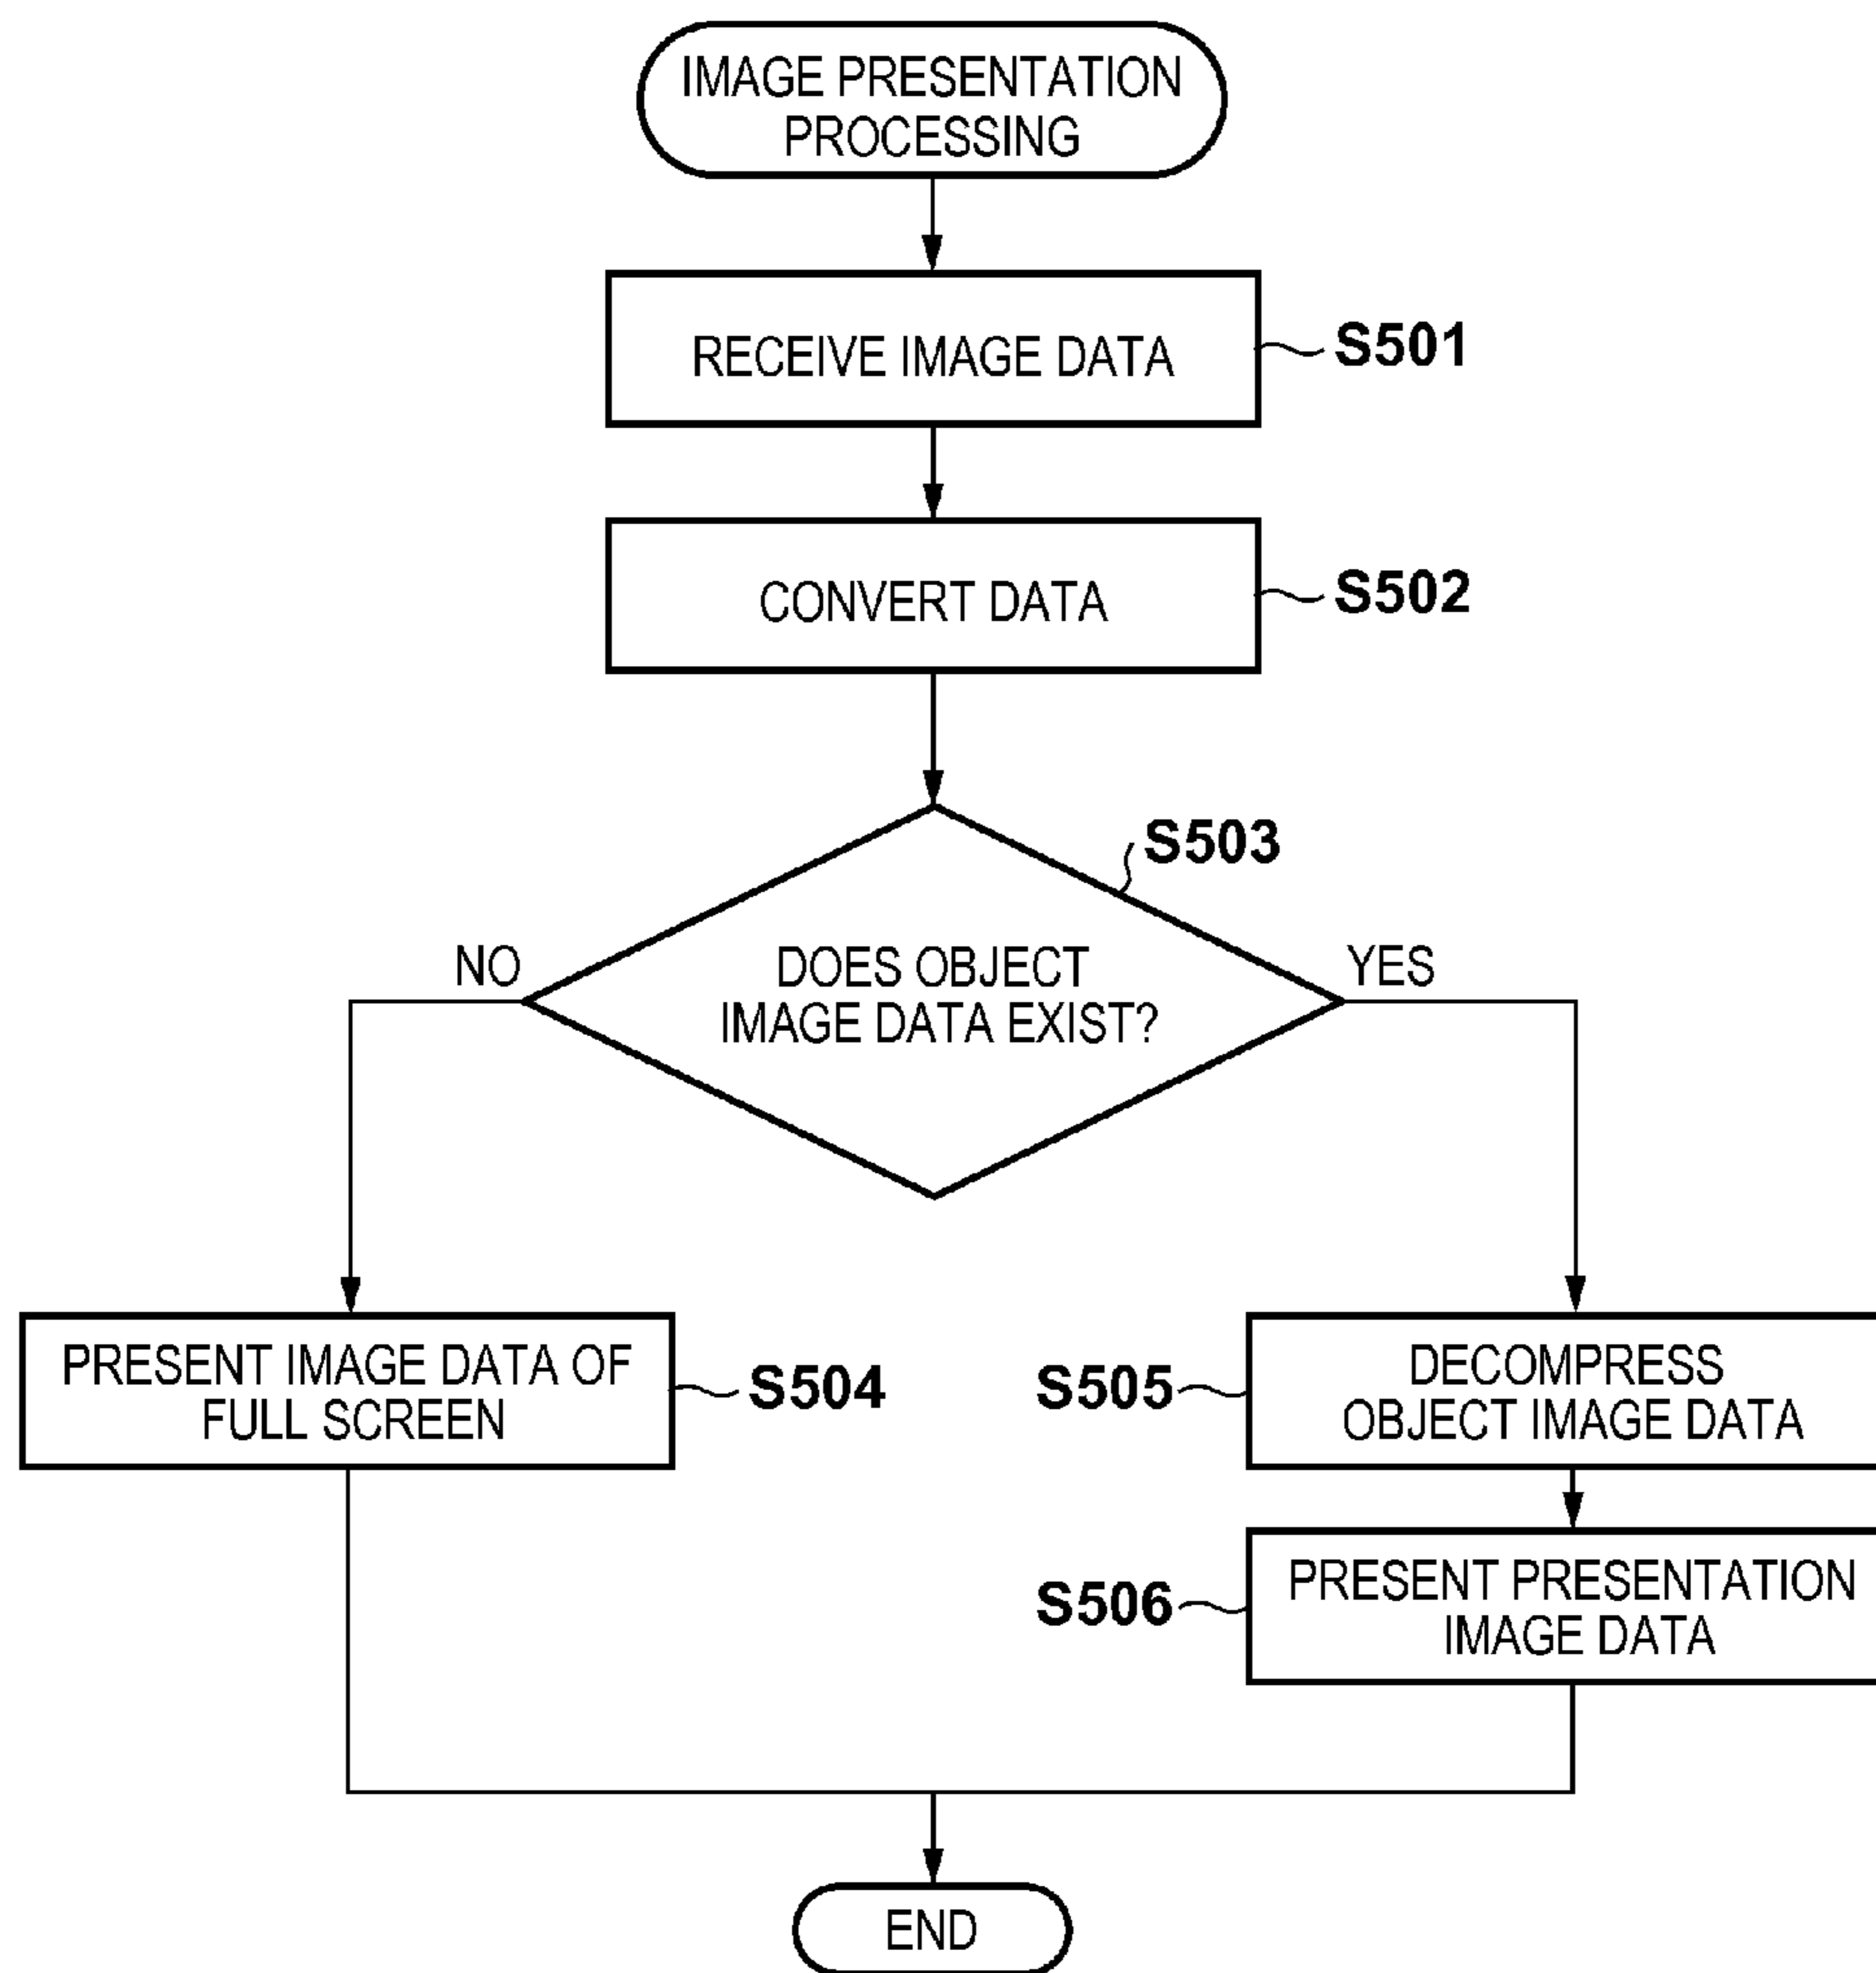 IMAGE PRESENTATION
PROCESSING
RECEIVE IMAGE DATA
S501
CONVERT DATA
S502
S503
NO
DOES OBJECT
IMAGE DATA EXIST?
YES
PRESENT IMAGE DATA OF
FULL SCREEN
S504
S505
DECOMPRESS
OBJECT IMAGE DATA
S506
PRESENT PRESENTATION
IMAGE DATA
END